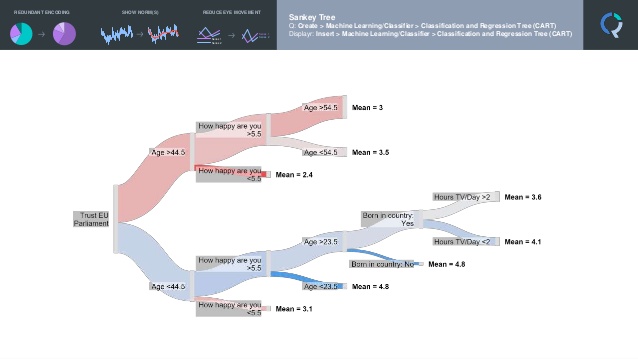 REDUNDANT ENCODING
SHOW NORM(S)
REDUCE EYE MOVEMENT
Sankey Tree
Q: Create > Machine Learning/Classifier > Classification and Regression Tree (CART)
Displayr: Insert > Machine Learning/Classifier > Classification and Regression Tree (CART)
Age >54.5
Mean = 3
How happy are you
>5.5
Age >44.5
Age <54.5
Mean = 3.5
How happy are you
<5.5
Mean = 2.4
Hours TV/Day >2
Mean = 3.6
Trust EU
Parliament
Born in country:
Yes
Age >23.5
Hours TV/Day <2
Mean = 4.1
How happy are you
>5.5
Born in country: No
Mean = 4.8
Age <44.5
Age <23.5
Mean = 4.8
How happy are you
<5.5
Mean = 3.1